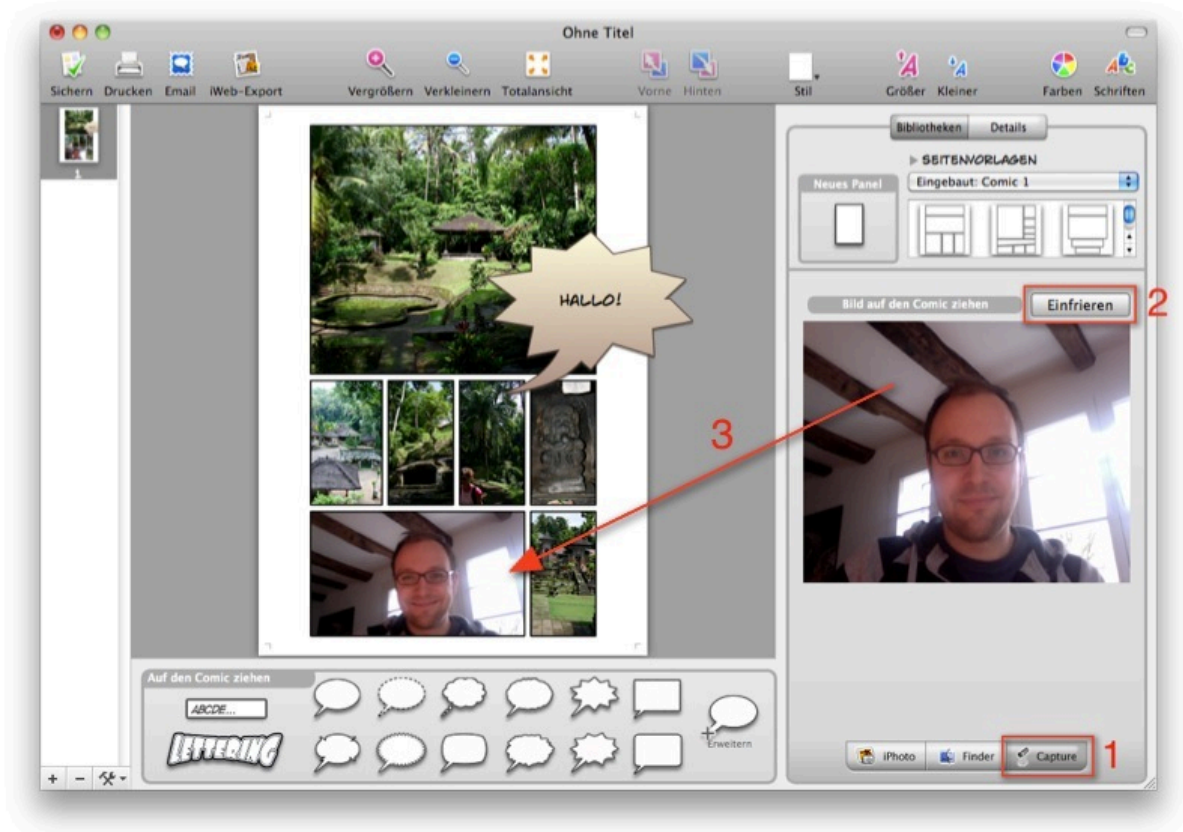 Ohne Titel
Sichern Drucken Email iWeb-Export Vergrößern Verkleinern Totalansicht Vorne Hinten Stil Größer Kleiner Farben Schriften
1
Bibliotheken Details
SEITENVORLAGEN
Neues Panel
Eingebaut: Comic 1
HALLO!
Bild auf den Comic ziehen
Einfrieren
2
3
Auf den Comic ziehen
ABCDE...
LETTERING
Erweitern
iPhoto Finder Capture
1